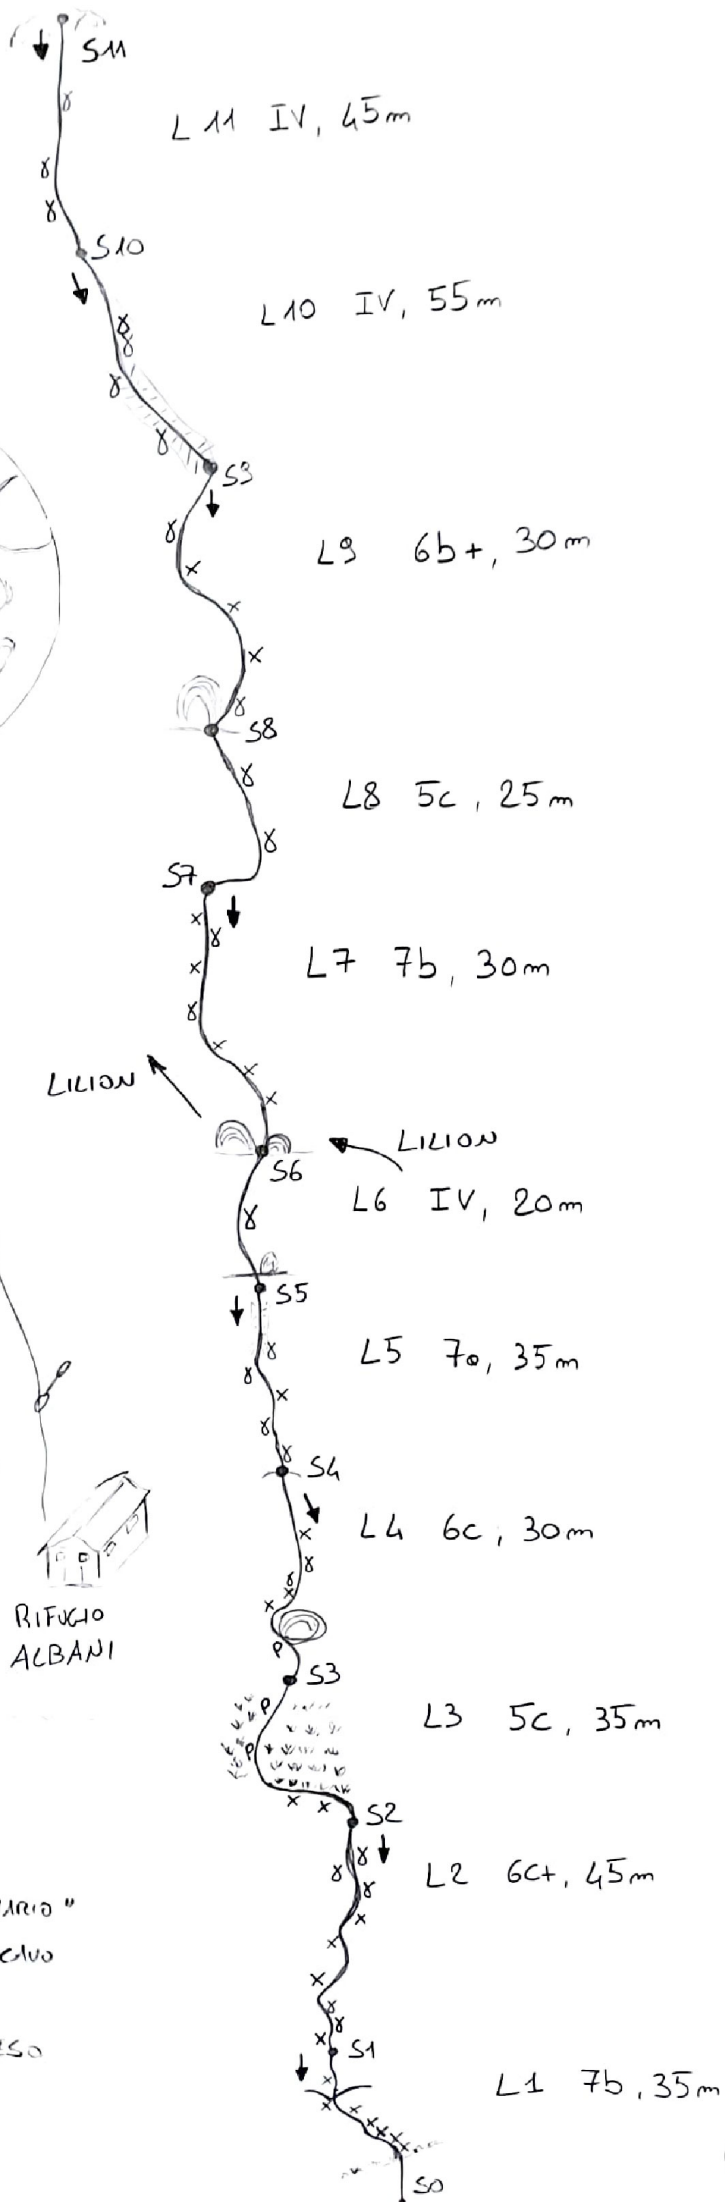 S11
L11 IV, 45m
S10
L10 IV, 55m
S9
L9 6b+, 30m
S8
L8 5c, 25m
S7
L7 7b, 30m
LILION
LILION
S6
L6 IV, 20m
S5
L5 7a, 35m
S4
L4 6c, 30m
RIFUGIO
ALBANI
S3
L3 5c, 35m
S2
L2 6c+, 45m
S1
L1 7b, 35m
S0